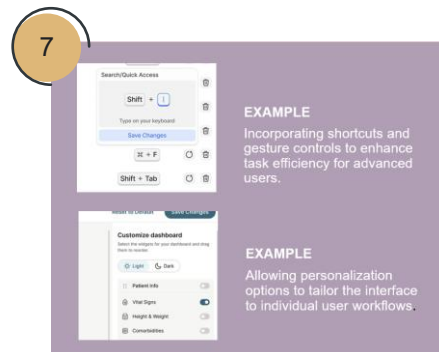 7
Search/Quick Access
Shift +
Type on your keyboard
Save Changes
⌘ + F
Shift + Tab
EXAMPLE
Incorporating shortcuts and
gesture controls to enhance
task efficiency for advanced
users.
Reset to Default Save Changes
Customize dashboard
Select the widgets for your dashboard and drag
them to reorder
Light Dark
Patient info
Vital Signs
Height & Weight
Comorbidities
EXAMPLE
Allowing personalization
options to tailor the interface
to individual user workflows.